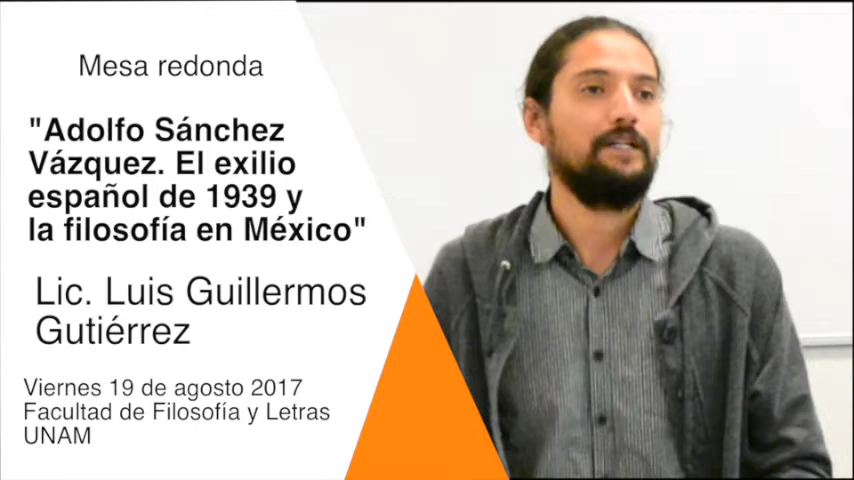 Mesa redonda
"Adolfo Sánchez
Vázquez. El exilio
español de 1939 y
la filosofía en México"
Lic. Luis Guillermos
Gutiérrez
Viernes 19 de agosto 2017
Facultad de Filosofía y Letras
UNAM